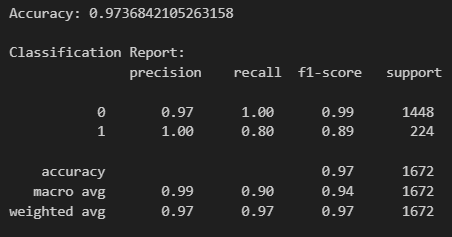 Accuracy: 0.9736842105263158
Classification Report:
precision recall f1-score support
0 0.97 1.00 0.99 1448
1 1.00 0.80 0.89 224
accuracy 0.97 1672
macro avg 0.99 0.90 0.94 1672
weighted avg 0.97 0.97 0.97 1672